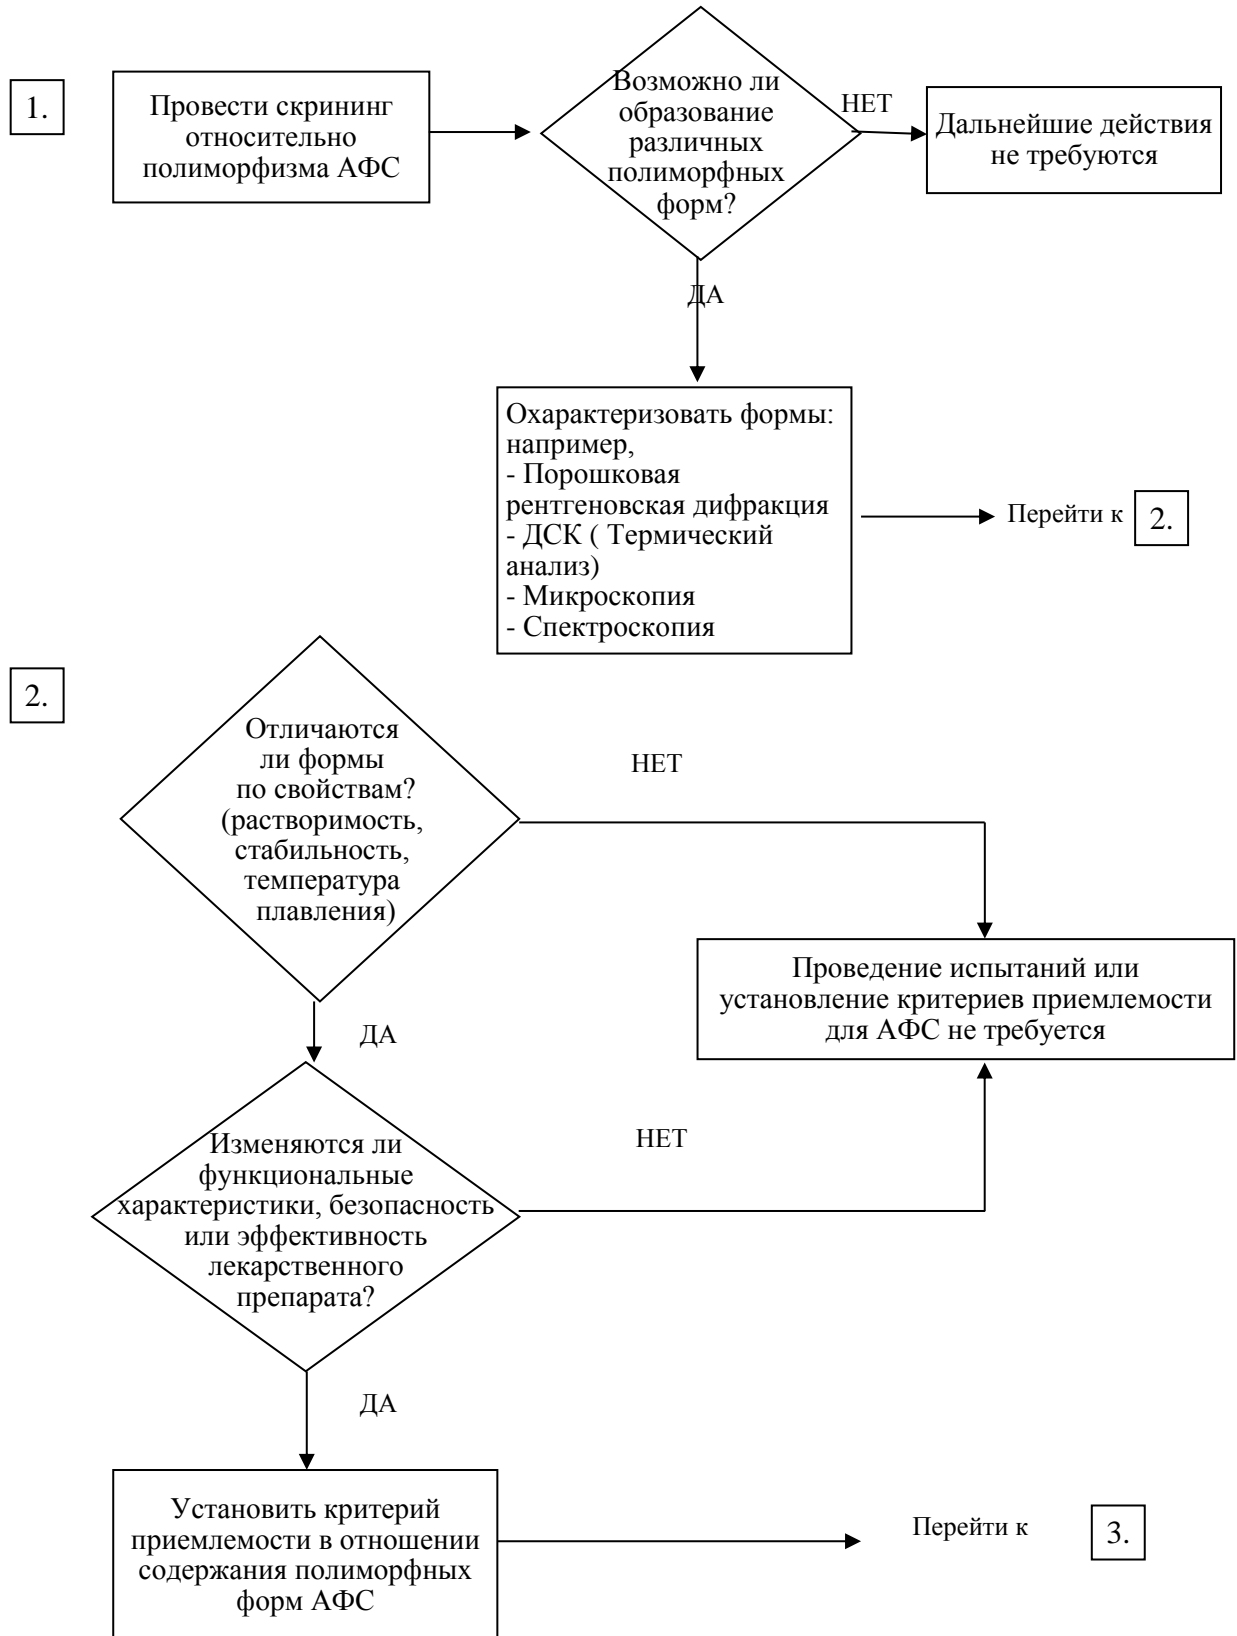 1.
Провести скрининг
относительно
полиморфизма АФС
Возможно ли
образование
различных
полиморфных
форм?
НЕТ
Дальнейшие действия
не требуются
ДА
Охарактеризовать формы:
например,
- Порошковая
рентгеновская дифракция
- ДСК ( Термический
анализ)
- Микроскопия
- Спектроскопия
Перейти к
2.
2.
Отличаются
ли формы
по свойствам?
(растворимость,
стабильность,
температура
плавления)
НЕТ
Проведение испытаний или
установление критериев приемлемости
для АФС не требуется
ДА
Изменяются ли
функциональные
характеристики, безопасность
или эффективность
лекарственного
препарата?
НЕТ
ДА
Установить критерий
приемлемости в отношении
содержания полиморфных
форм АФС
Перейти к
3.